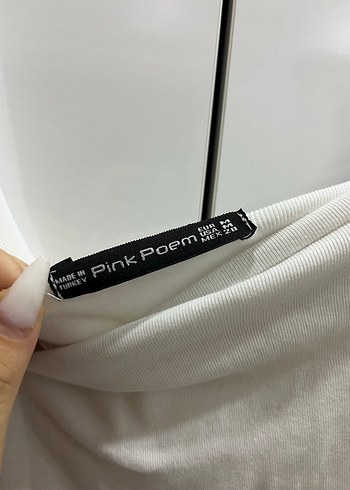 MADE IN
TURKEY
Pink Poem
EUR M
USA M
MEX 28